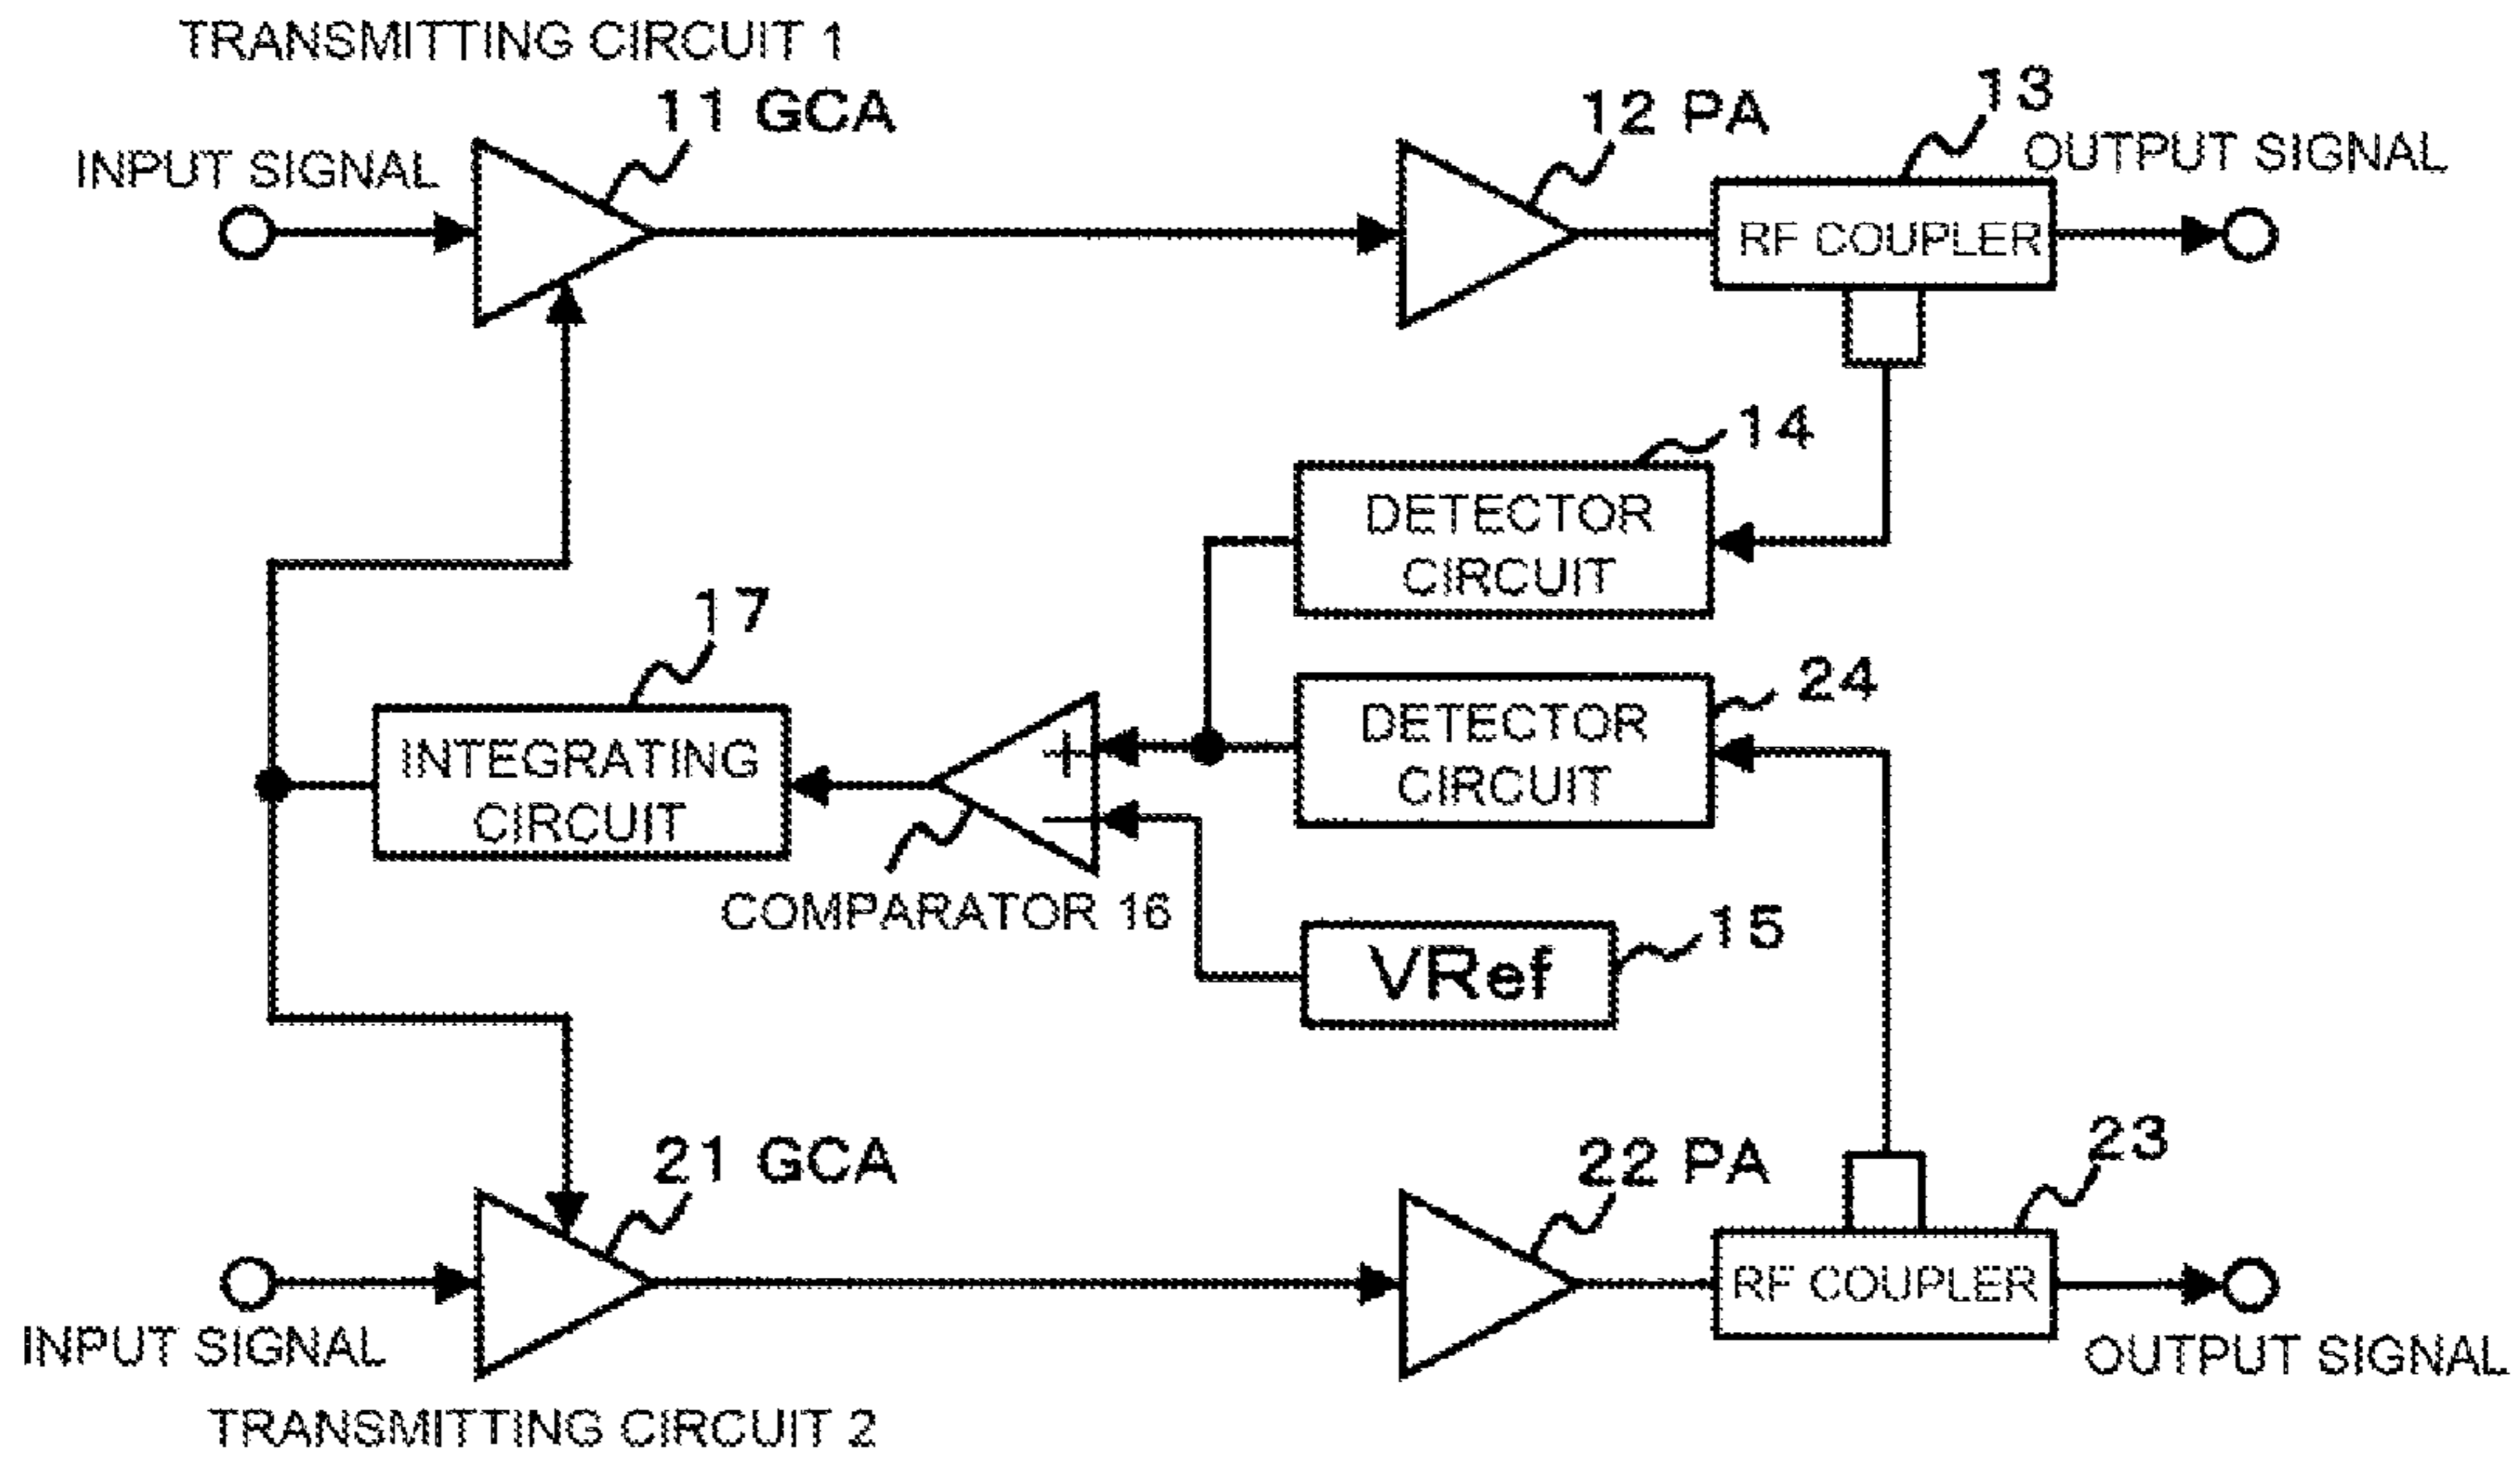 TRANSMITTING CIRCUIT 1
11 GCA
12 PA
13
INPUT SIGNAL
OUTPUT SIGNAL
RF COUPLER
14
DETECTOR
CIRCUIT
17
24
INTEGRATING
CIRCUIT
+
−
DETECTOR
CIRCUIT
COMPARATOR 16
15
VRef
21 GCA
22 PA
23
RF COUPLER
INPUT SIGNAL
OUTPUT SIGNAL
TRANSMITTING CIRCUIT 2